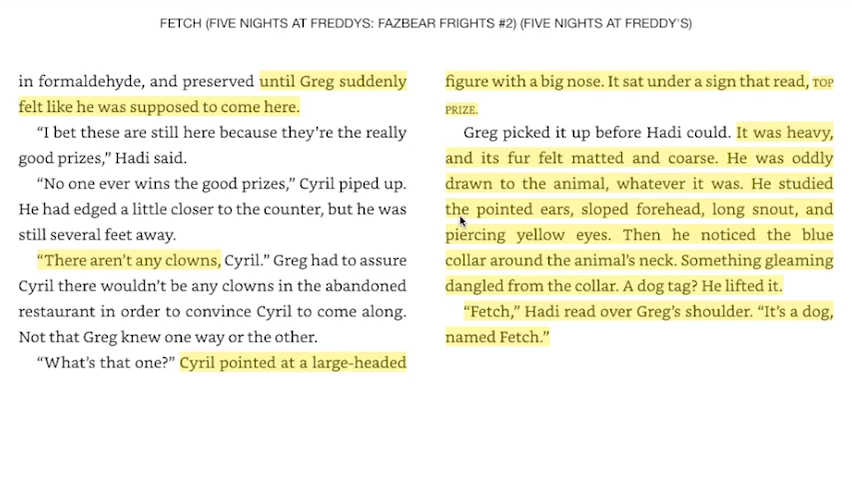 FETCH (FIVE NIGHTS AT FREDDYS: FAZBEAR FRIGHTS #2) (FIVE NIGHTS AT FREDDY'S)
in formaldehyde, and preserved until Greg suddenly
felt like he was supposed to come here.
“I bet these are still here because they’re the really
good prizes,” Hadi said.
“No one ever wins the good prizes,” Cyril piped up.
He had edged a little closer to the counter, but he was
still several feet away.
“There aren’t any clowns, Cyril.” Greg had to assure
Cyril there wouldn’t be any clowns in the abandoned
restaurant in order to convince Cyril to come along.
Not that Greg knew one way or the other.
“What’s that one?” Cyril pointed at a large-headed
figure with a big nose. It sat under a sign that read, TOP
PRIZE.
Greg picked it up before Hadi could. It was heavy,
and its fur felt matted and coarse. He was oddly
drawn to the animal, whatever it was. He studied
the pointed ears, sloped forehead, long snout, and
piercing yellow eyes. Then he noticed the blue
collar around the animal’s neck. Something gleaming
dangled from the collar. A dog tag? He lifted it.
“Fetch,” Hadi read over Greg’s shoulder. “It’s a dog,
named Fetch.”